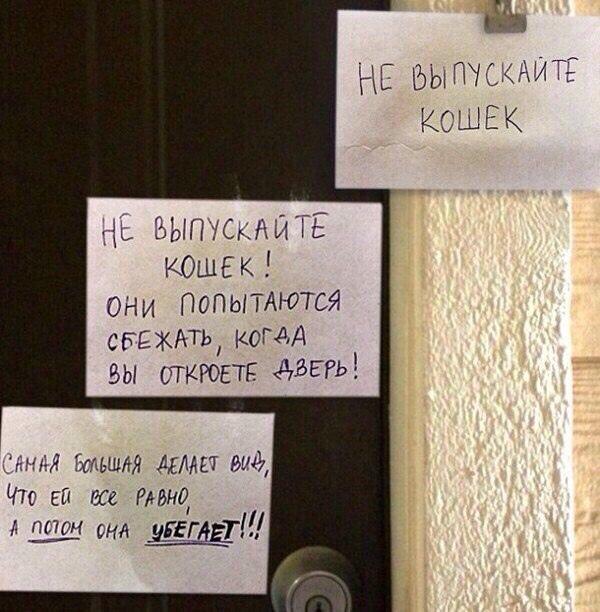 НЕ ВЫПУСКАЙТЕ
КОШЕК
НЕ ВЫПУСКАЙТЕ
КОШЕК!
ОНИ ПОПЫТАЮТСЯ
СБЕЖАТЬ, КОГДА
ВЫ ОТКРОЕТЕ ДВЕРЬ!
САМАЯ БОЛЬШАЯ ДЕЛАЕТ ВИД,
ЧТО ЕЙ ВСЕ РАВНО,
А ПОТОМ ОНА УБЕГАЕТ!!!